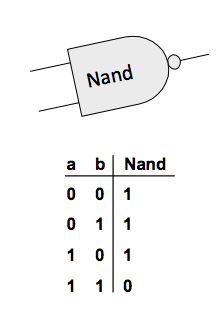 Nand
a b Nand
0 0 1
0 1 1
1 0 1
1 1 0